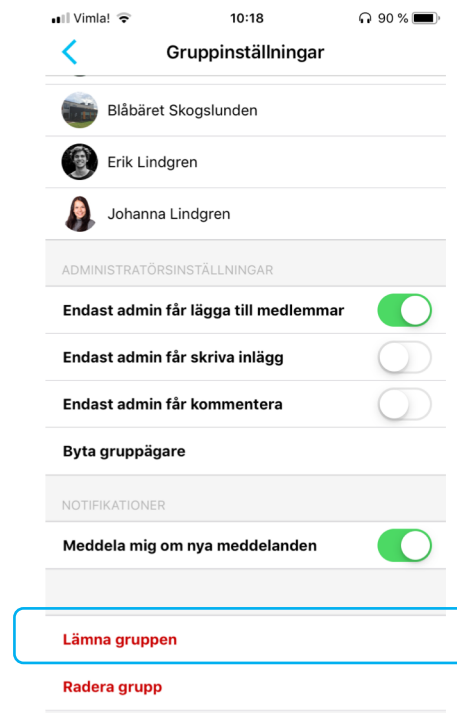 Vimla! 10:18 90 %
Gruppinställningar
Blåbäret Skogslunden
Erik Lindgren
Johanna Lindgren
ADMINISTRATÖRSINSTÄLLNINGAR
Endast admin får lägga till medlemmar
Endast admin får skriva inlägg
Endast admin får kommentera
Byta gruppägare
NOTIFIKATIONER
Meddela mig om nya meddelanden
Lämna gruppen
Radera grupp